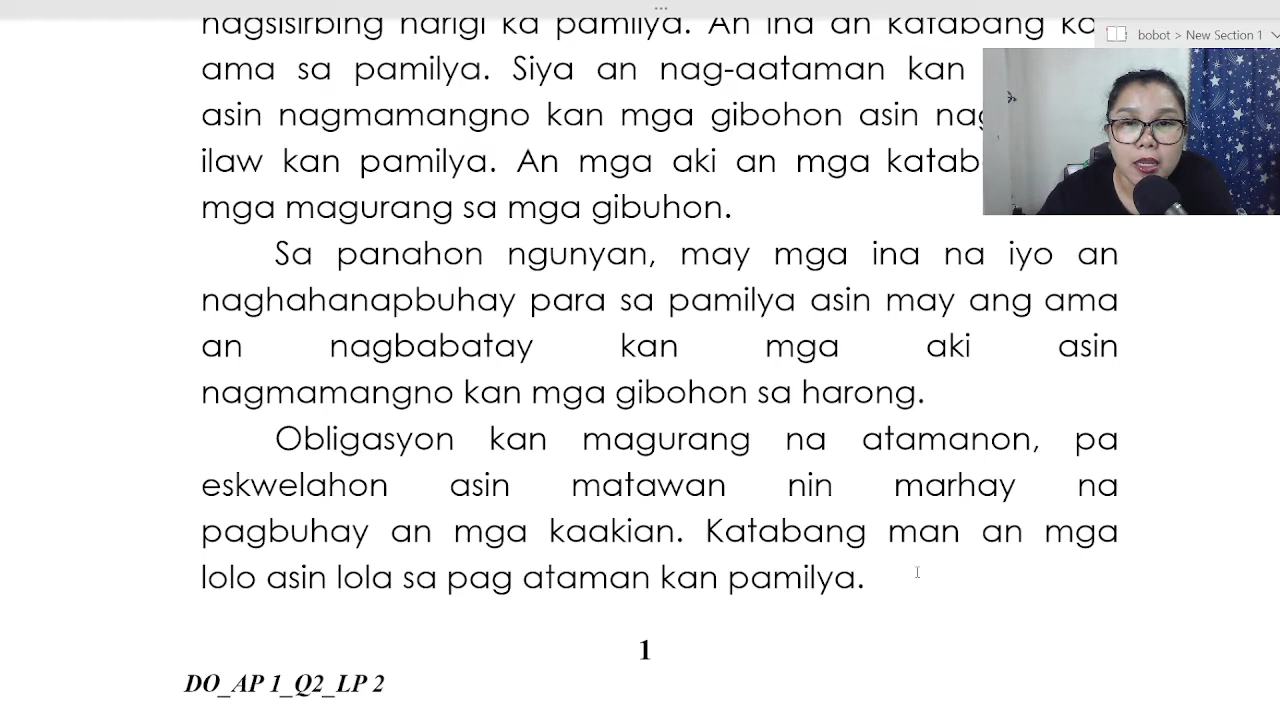 bobot > New Section 1
nagsisirbing harigi ka pamilya. An ina an katabang
ama sa pamilya. Siya an nag-aataman kan
asin nagmamangno kan mga gibohon asin
ilaw kan pamilya. An mga aki an mga
mga magurang sa mga gibuhon.
Sa panahon ngunyan, may mga ina na iyo an
naghahanapbuhay para sa pamilya asin may ang ama
an nagbabatay kan mga aki asin
nagmamangno kan mga gibohon sa harong.
Obligasyon kan magurang na atamanon, pa
eskwelahon asin matawan nin marhay na
pagbuhay an mga kaakian. Katabang man an mga
lolo asin lola sa pag ataman kan pamilya.
1
DO_AP 1_Q2_LP 2